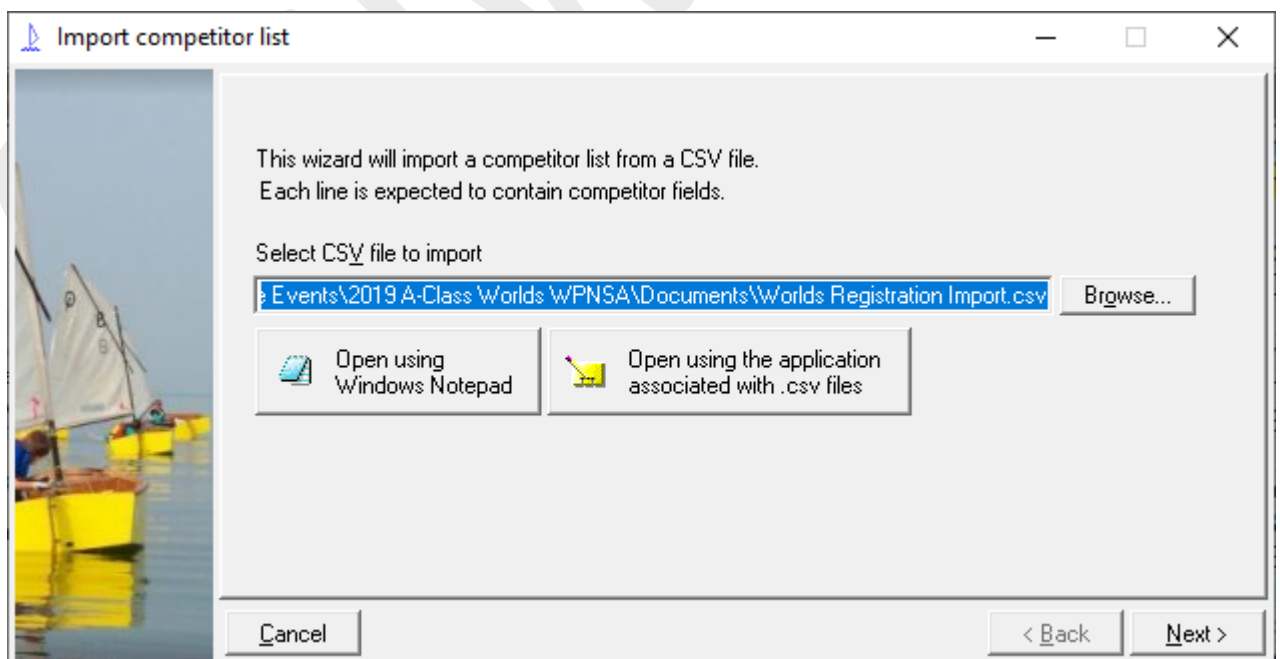 Import competitor list
This wizard will import a competitor list from a CSV file.
Each line is expected to contain competitor fields.
Select CSV file to import
Events\2019 A-Class Worlds WPNSA\Documents\Worlds Registration Import.csv
Browse...
Open using
Windows Notepad
Open using the application
associated with .csv files
Cancel
< Back
Next >